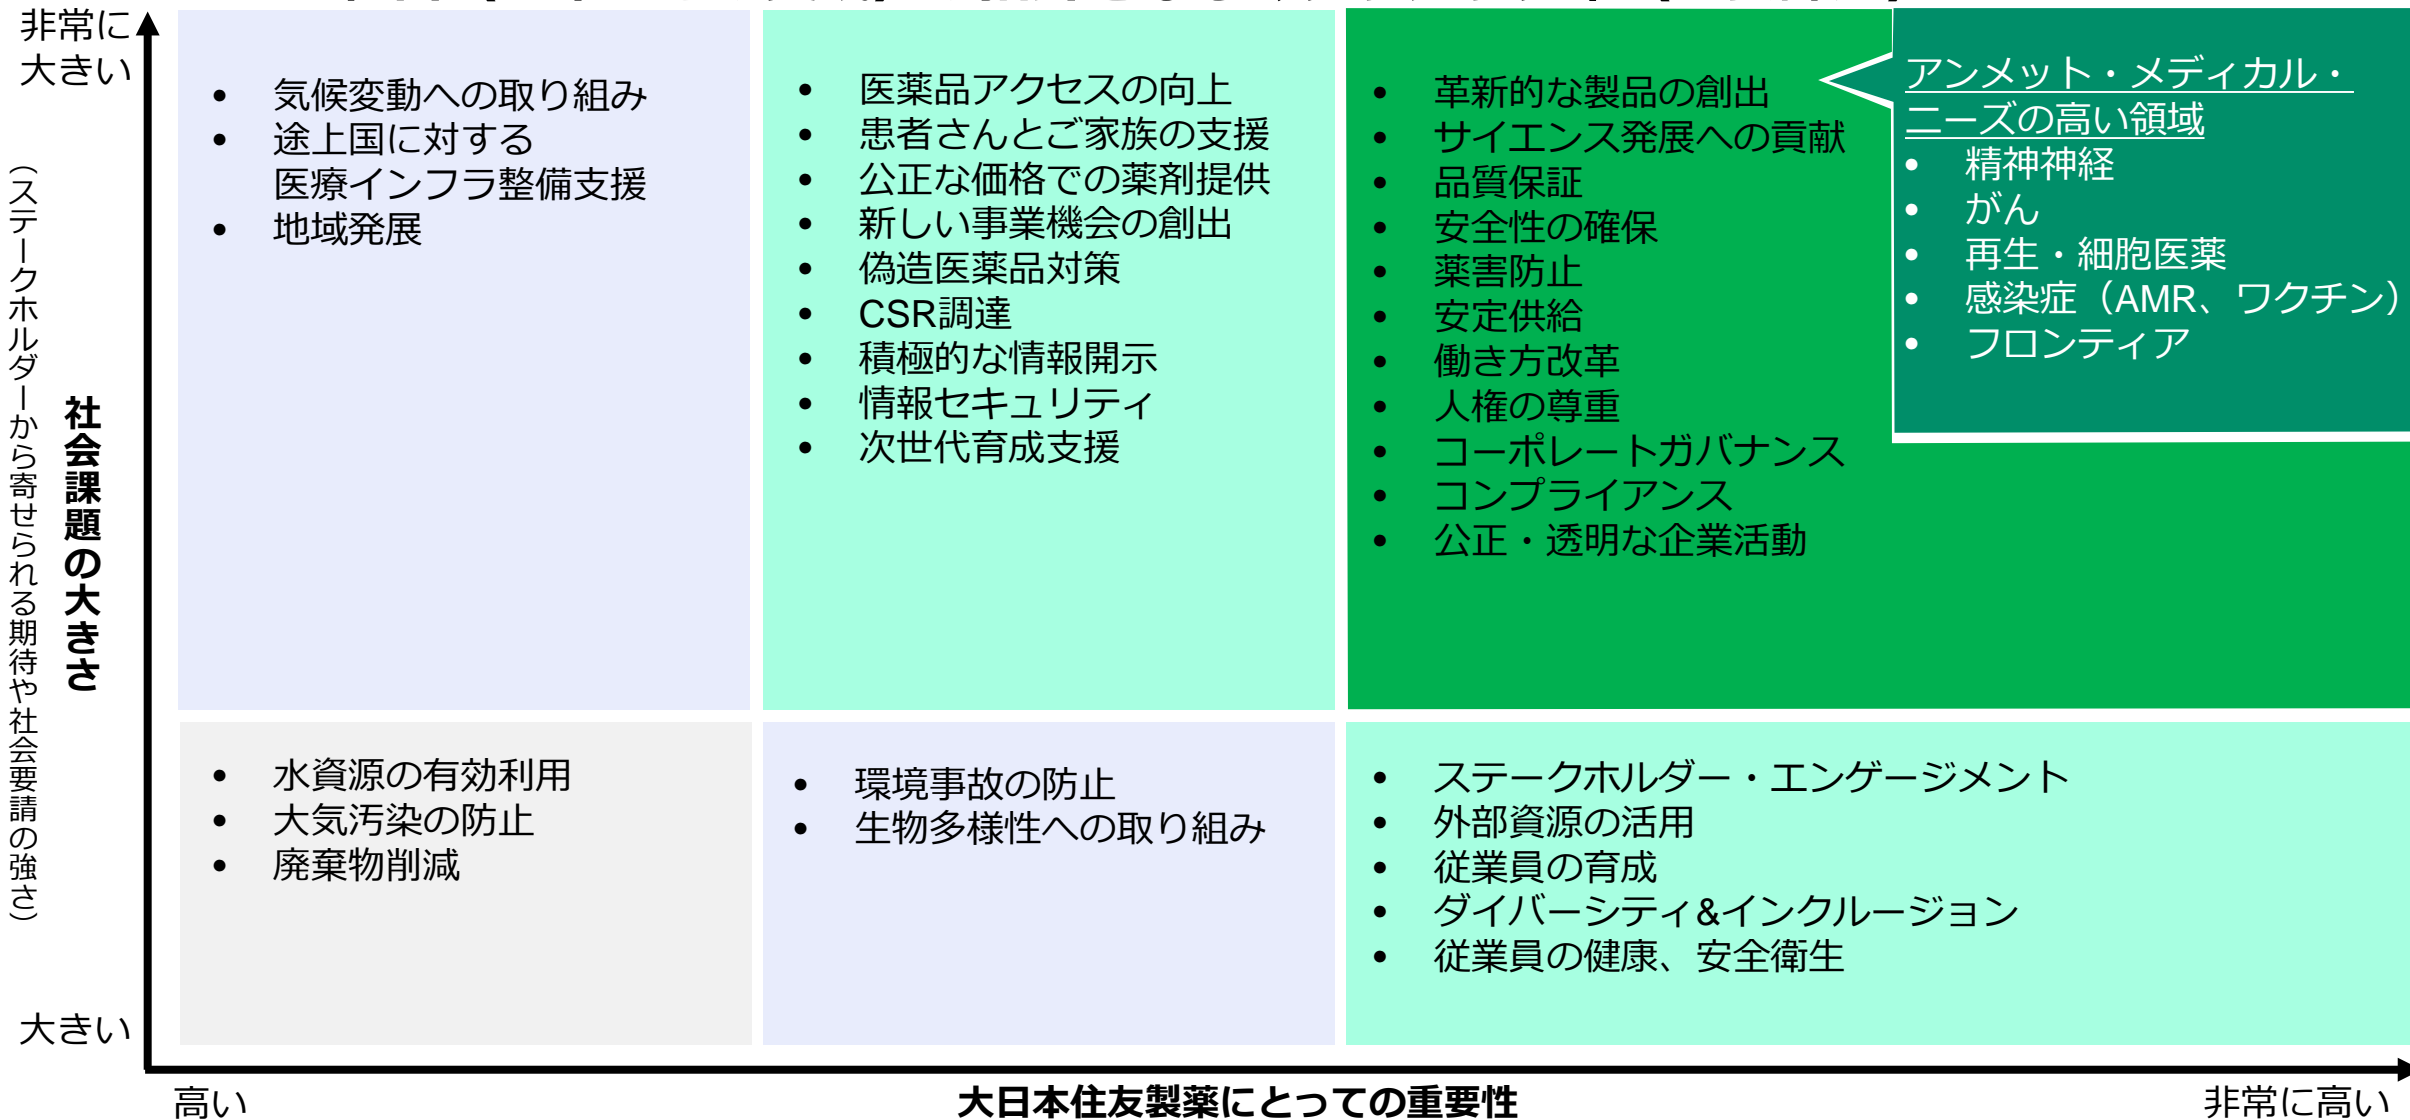 非常に
大きい
（ステークホルダーから寄せられる期待や社会要請の強さ）
社会課題の大きさ
大きい
• 気候変動への取り組み
• 途上国に対する
医療インフラ整備支援
• 地域発展
• 医薬品アクセスの向上
• 患者さんとご家族の支援
• 公正な価格での薬剤提供
• 新しい事業機会の創出
• 偽造医薬品対策
• CSR調達
• 積極的な情報開示
• 情報セキュリティ
• 次世代育成支援
• 革新的な製品の創出
• サイエンス発展への貢献
• 品質保証
• 安全性の確保
• 薬害防止
• 安定供給
• 働き方改革
• 人権の尊重
• コーポレートガバナンス
• コンプライアンス
• 公正・透明な企業活動
アンメット・メディカル・
ニーズの高い領域
• 精神神経
• がん
• 再生・細胞医薬
• 感染症（AMR、ワクチン）
• フロンティア
• 水資源の有効利用
• 大気汚染の防止
• 廃棄物削減
• 環境事故の防止
• 生物多様性への取り組み
• ステークホルダー・エンゲージメント
• 外部資源の活用
• 従業員の育成
• ダイバーシティ&インクルージョン
• 従業員の健康、安全衛生
高い
大日本住友製薬にとっての重要性
非常に高い